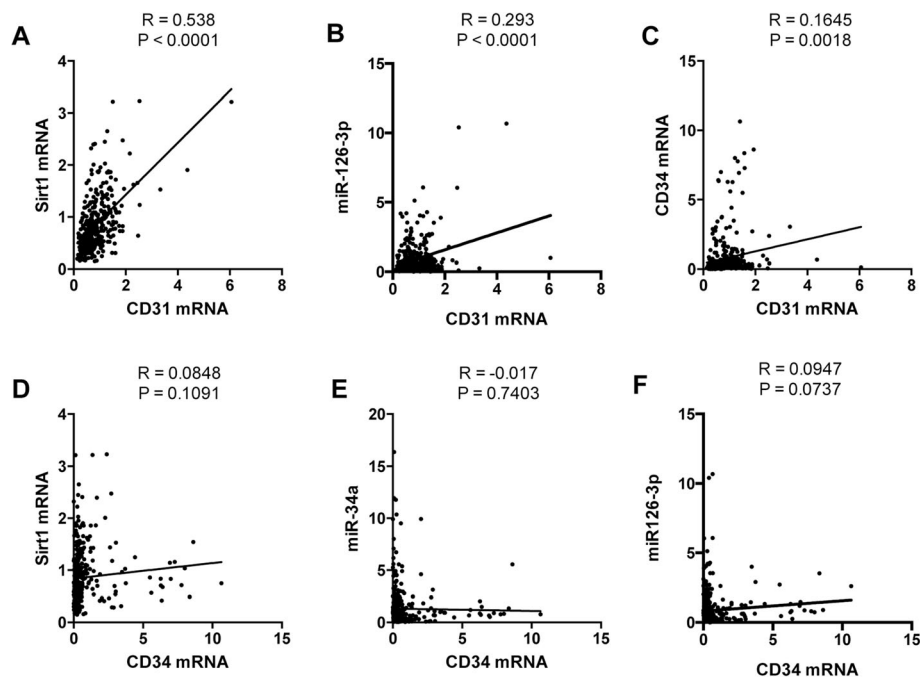 A
R = 0.538
P < 0.0001
Sirt1 mRNA
4
3
2
1
0
0 2 4 6 8
CD31 mRNA
B
R = 0.293
P < 0.0001
miR-126-3p
15
10
5
0
0 2 4 6 8
CD31 mRNA
C
R = 0.1645
P = 0.0018
CD34 mRNA
15
10
5
0
0 2 4 6 8
CD31 mRNA
D
R = 0.0848
P = 0.1091
Sirt1 mRNA
4
3
2
1
0
0 5 10 15
CD34 mRNA
E
R = -0.017
P = 0.7403
miR-34a
20
15
10
5
0
0 5 10 15
CD34 mRNA
F
R = 0.0947
P = 0.0737
miR126-3p
15
10
5
0
0 5 10 15
CD34 mRNA